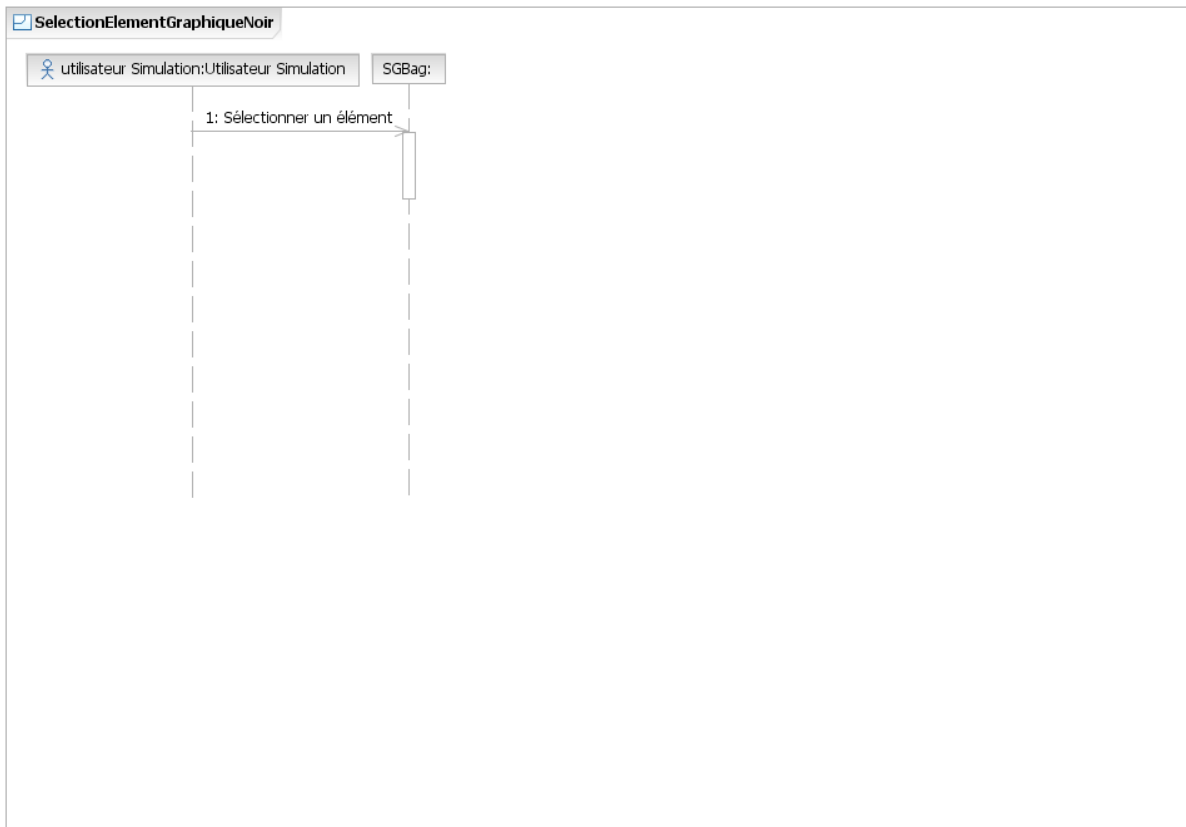 SelectionElementGraphiqueNoir
utilisateur Simulation:Utilisateur Simulation
SGBag:
1: Sélectionner un élément